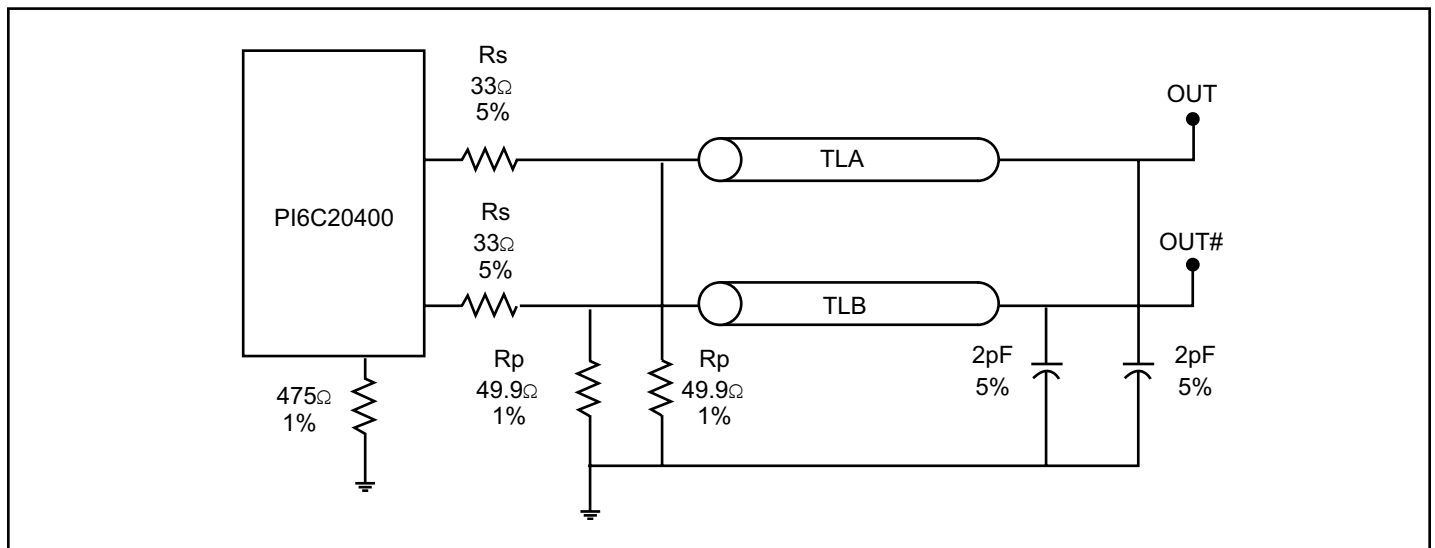 Rs
33Ω
5%
PI6C20400
Rs
33Ω
5%
475Ω
1%
Rp
49.9Ω
1%
Rp
49.9Ω
1%
TLA
TLB
OUT
OUT#
2pF
5%
2pF
5%